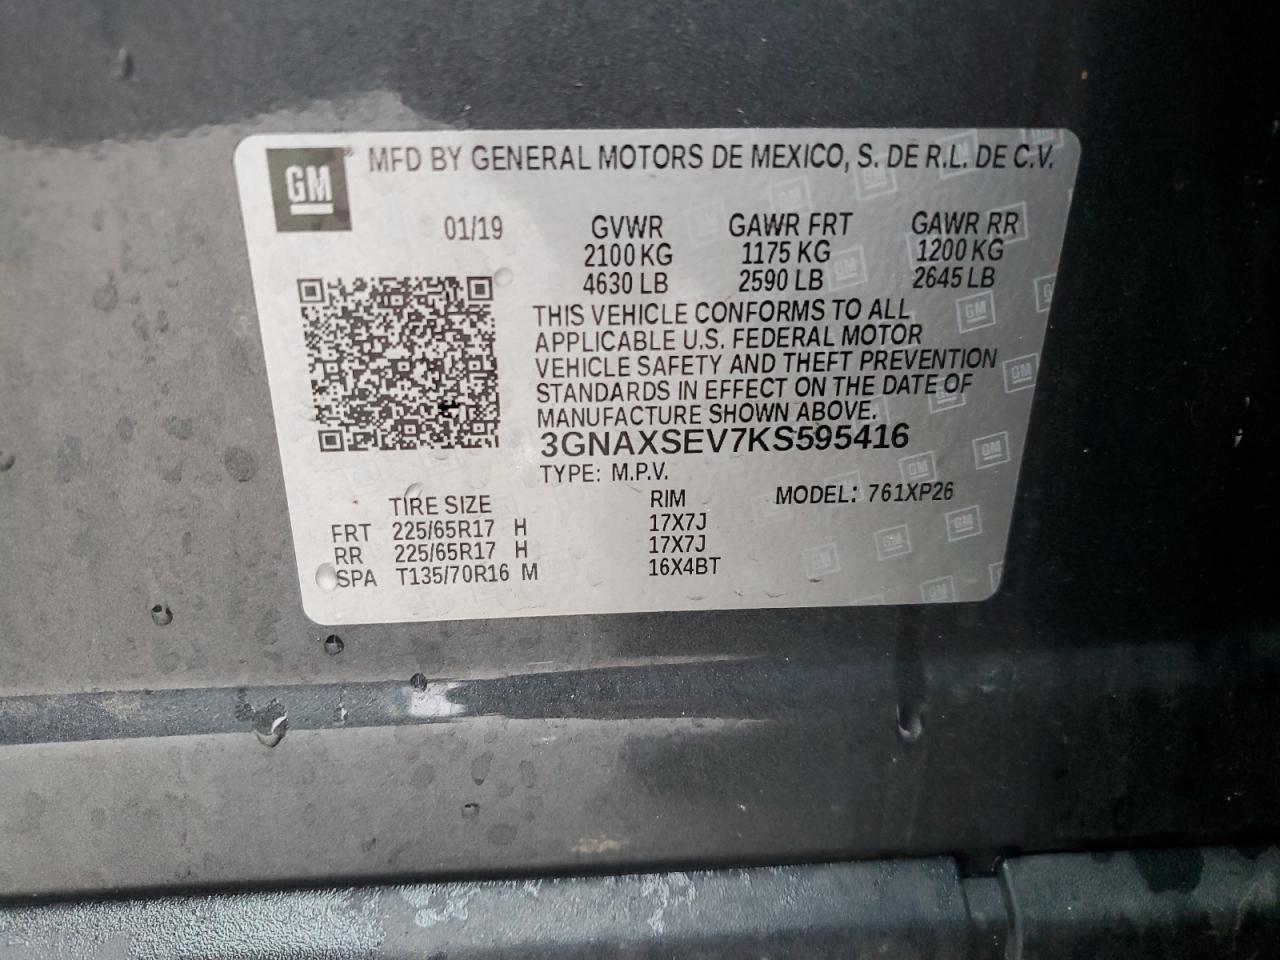 GM MFD BY GENERAL MOTORS DE MEXICO, S. DE R.L. DE C.V.
01/19 GVWR GAWR FRT GAWR RR
2100 KG 1175 KG 1200 KG
4630 LB 2590 LB 2645 LB
THIS VEHICLE CONFORMS TO ALL
APPLICABLE U.S. FEDERAL MOTOR
VEHICLE SAFETY AND THEFT PREVENTION
STANDARDS IN EFFECT ON THE DATE OF
MANUFACTURE SHOWN ABOVE.
3GNAXSEV7KS595416
TYPE: M.P.V.
TIRE SIZE RIM MODEL: 761XP26
FRT 225/65R17 H 17X7J
RR 225/65R17 H 17X7J
SPA T135/70R16 M 16X4BT